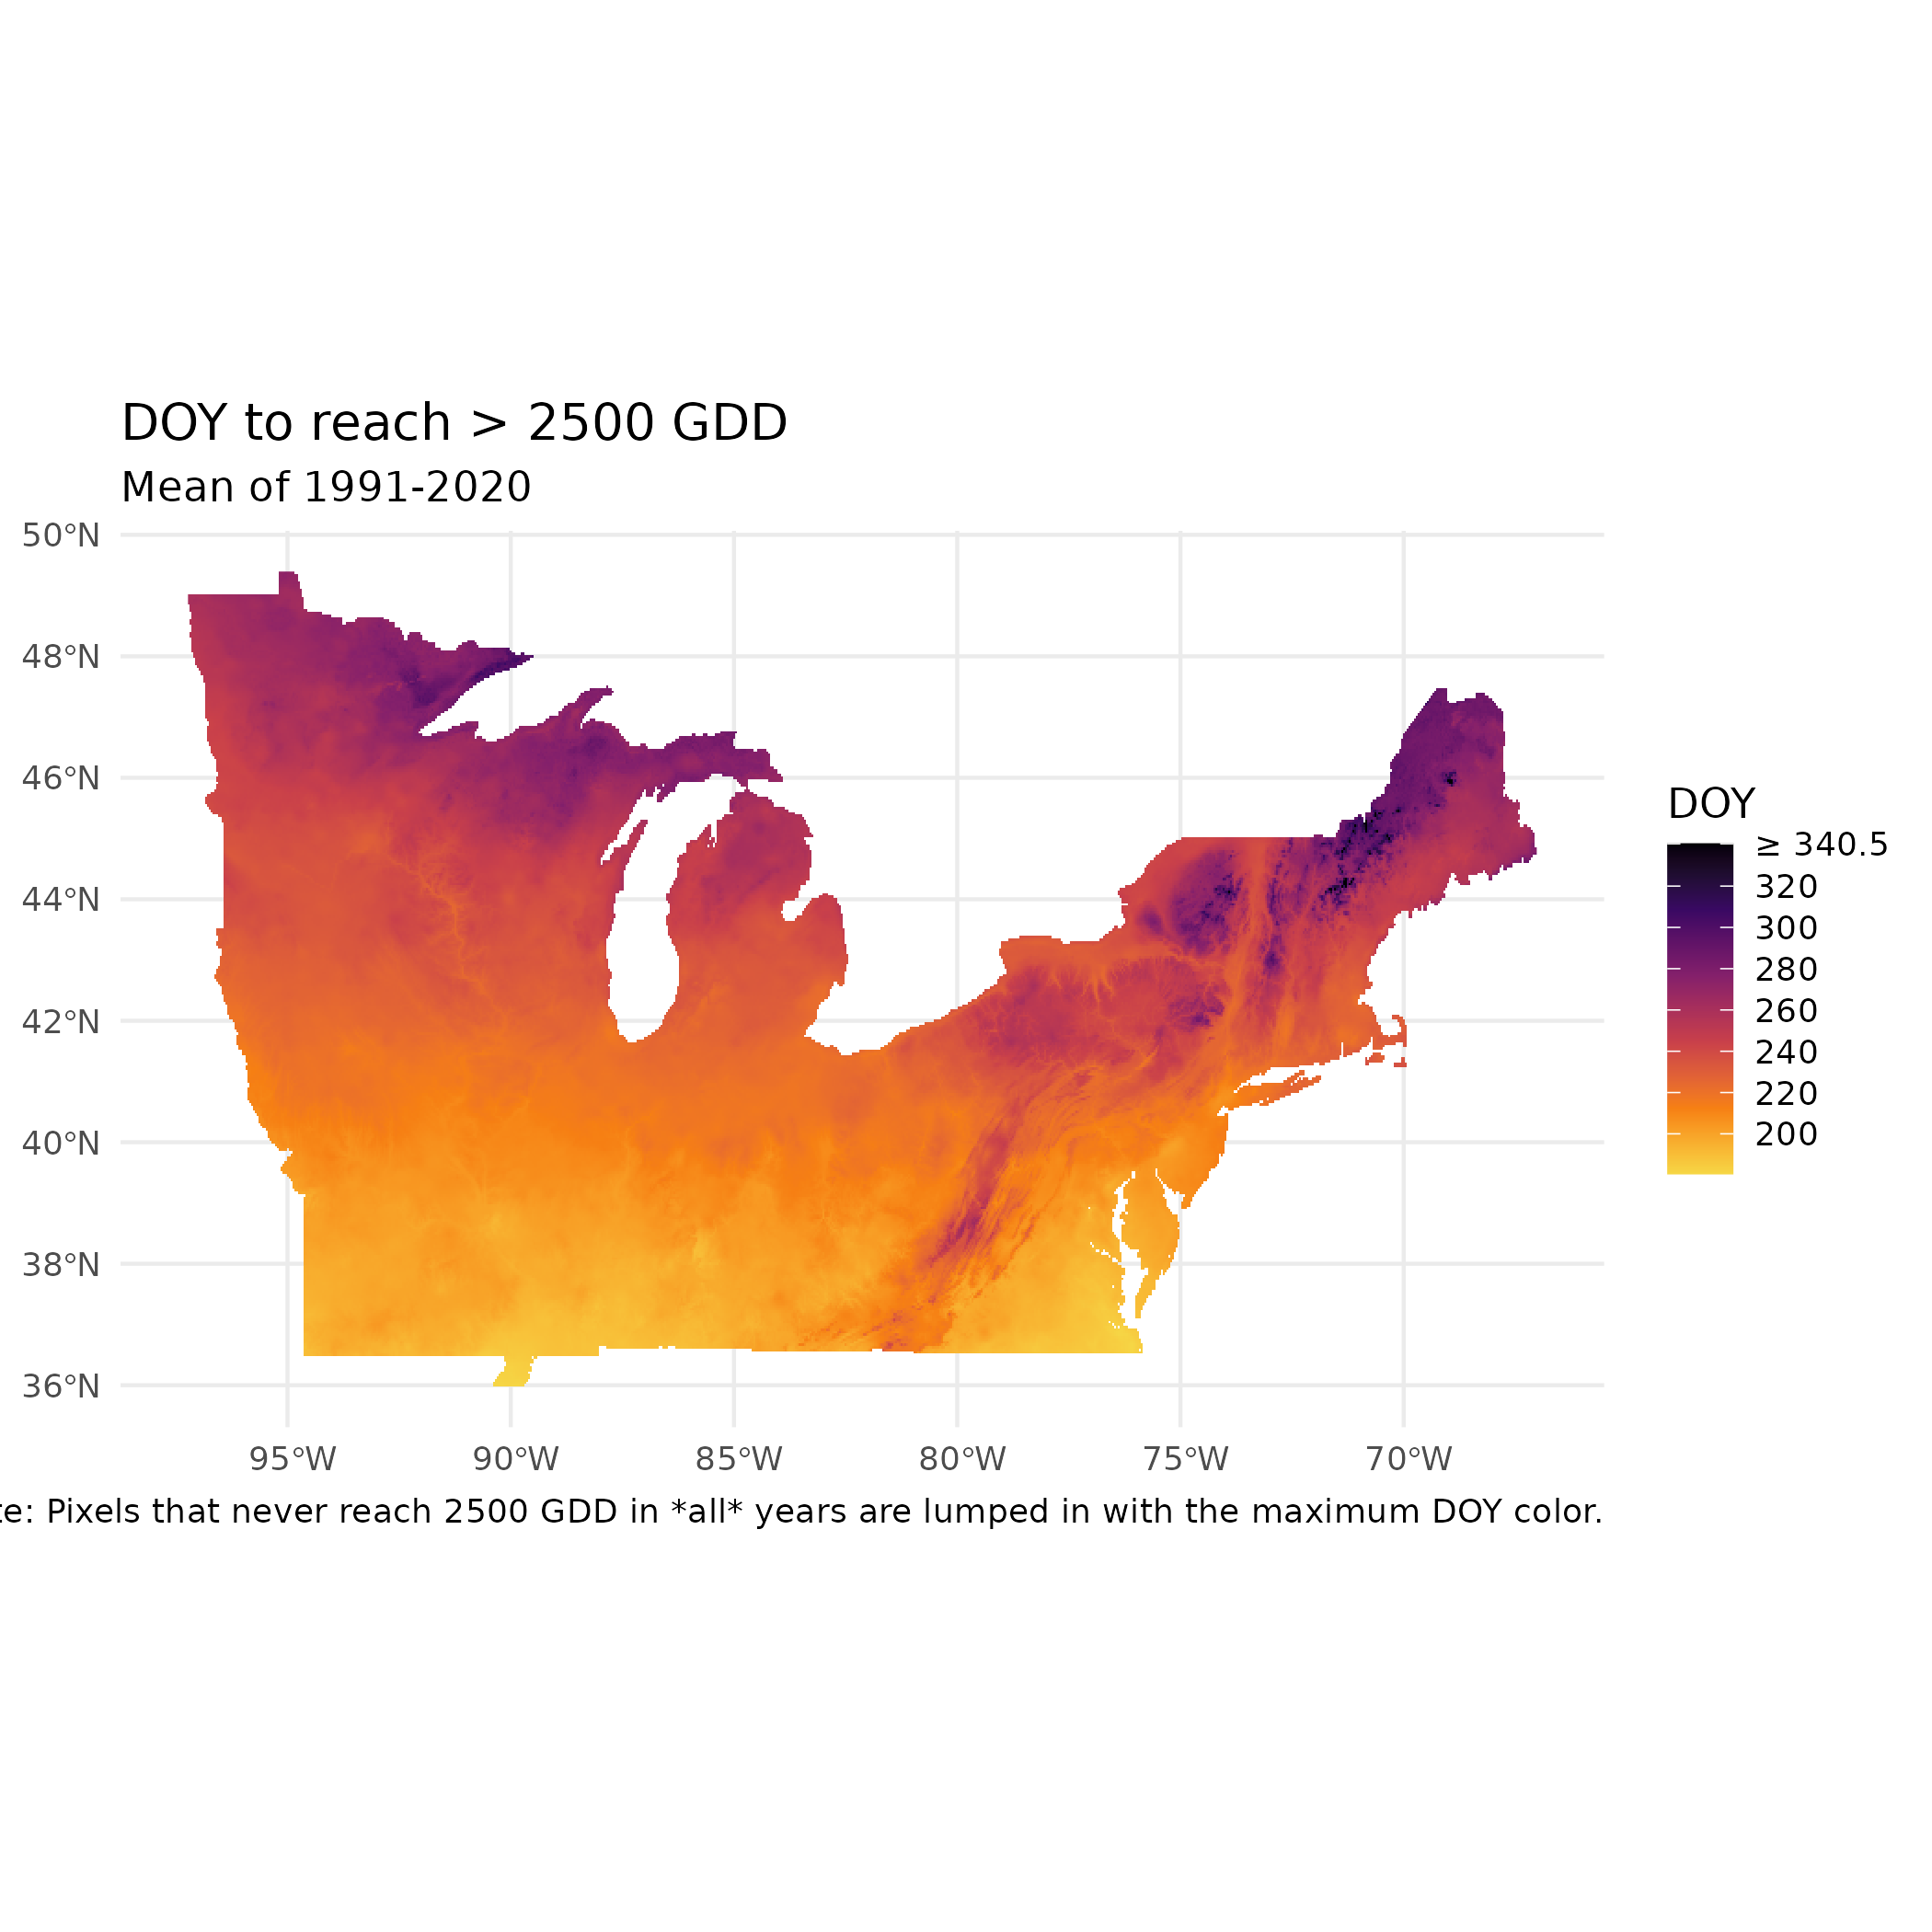 DOY to reach > 2500 GDD
Mean of 1991-2020
50°N
48°N
46°N
44°N
42°N
40°N
38°N
36°N
95°W 90°W 85°W 80°W 75°W 70°W
DOY
≥ 340.5
320
300
280
260
240
220
200
te: Pixels that never reach 2500 GDD in *all* years are lumped in with the maximum DOY color.